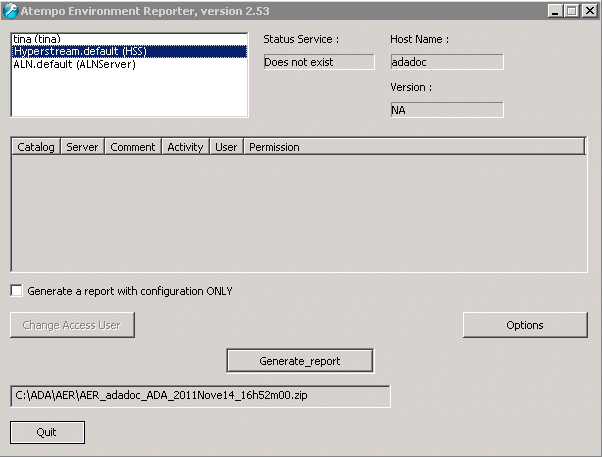 Atempo Environment Reporter, version 2.53
tina (tina)
Hyperstream.default (HSS)
ALN.default (ALNServer)
Status Service :
Does not exist
Host Name :
adadoc
Version :
NA
Catalog Server Comment Activity User Permission
Generate a report with configuration ONLY
Change Access User
Options
Generate_report
C:\ADA\AER\AER_adadoc_ADA_2011Nove14_16h52m00.zip
Quit